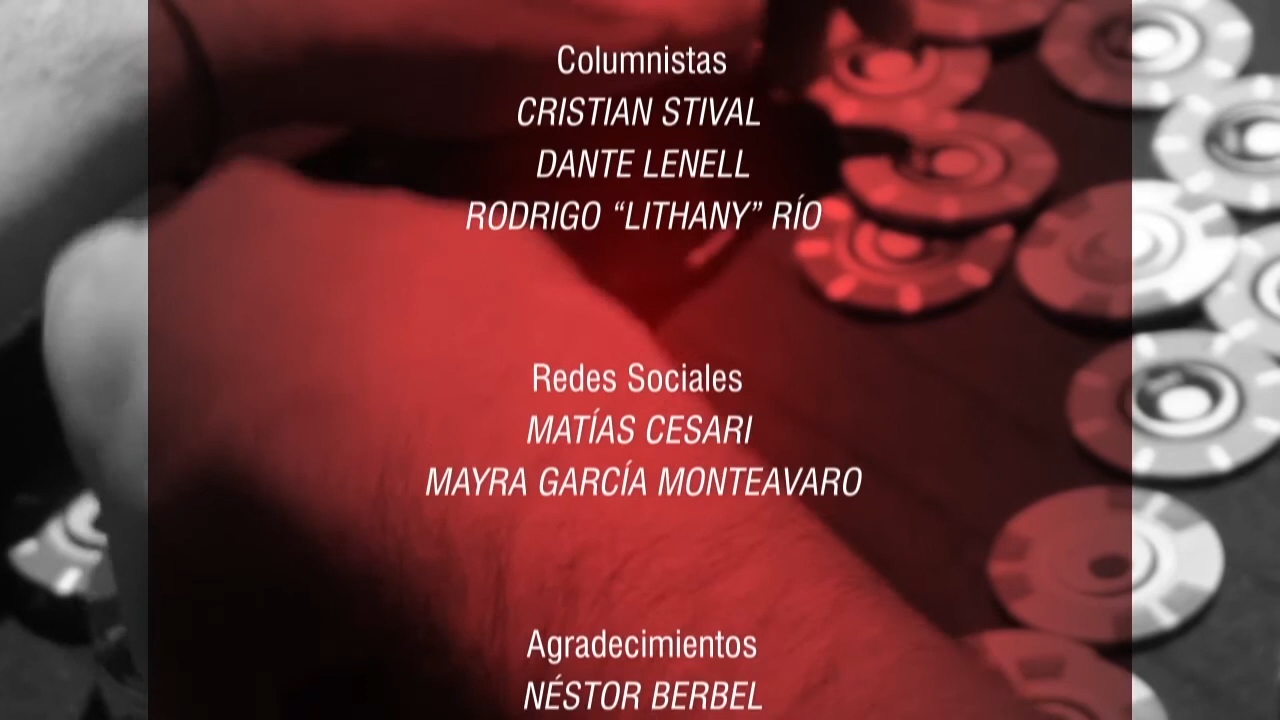 Columnistas
CRISTIAN STIVAL
DANTE LENELL
RODRIGO “LITHANY” RÍO
Redes Sociales
MATÍAS CESARI
MAYRA GARCÍA MONTEAVARO
Agradecimientos
NÉSTOR BERBEL